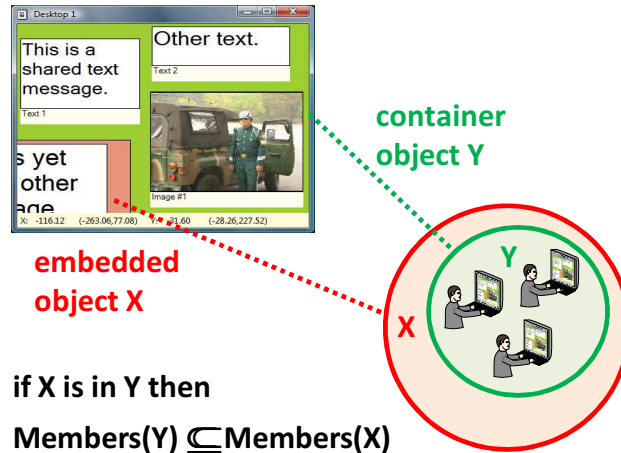 Desktop 1
This is a
shared text
message.
Text 1
Other text.
Text 2
Image #1
s yet
other
age
X: -116.12 (-263.06,77.08) Y: -31.60 (-28.26,227.52)
container
object Y
embedded
object X
X
Y
if X is in Y then
Members(Y) ⊆ Members(X)